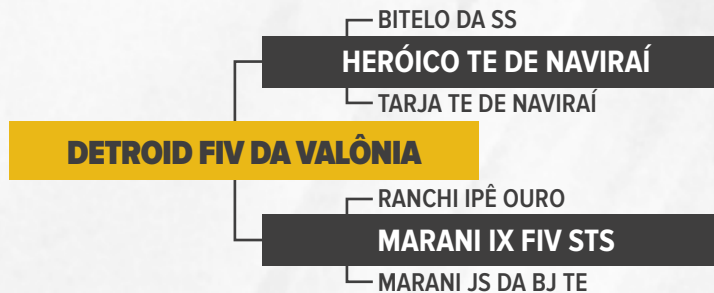 BITELO DA SS
HERÓICO TE DE NAVIRAÍ
TARJA TE DE NAVIRAÍ
DETROID FIV DA VALÔNIA
RANCHI IPÊ OURO
MARANI IX FIV STS
MARANI JS DA BJ TE